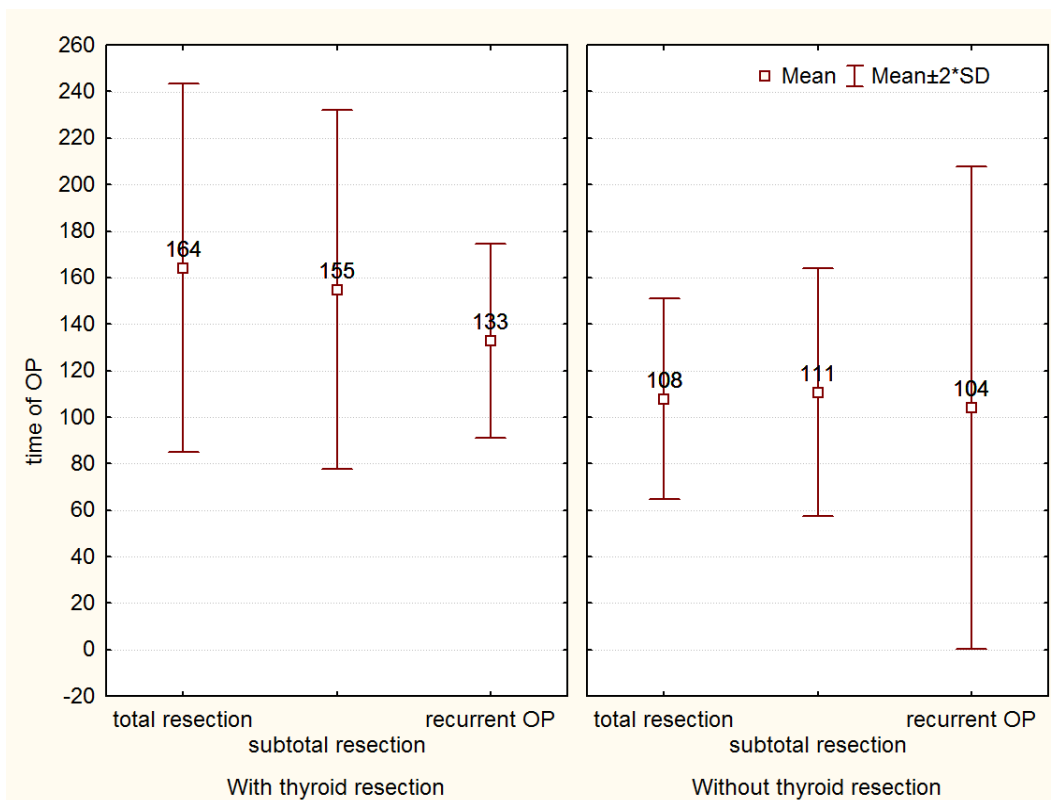 260
240
220
200
180
160
140
120
100
80
60
40
20
0
-20
time of OP
164
155
133
Mean Mean±2*SD
108
111
104
total resection
subtotal resection
recurrent OP
With thyroid resection
total resection
subtotal resection
recurrent OP
Without thyroid resection